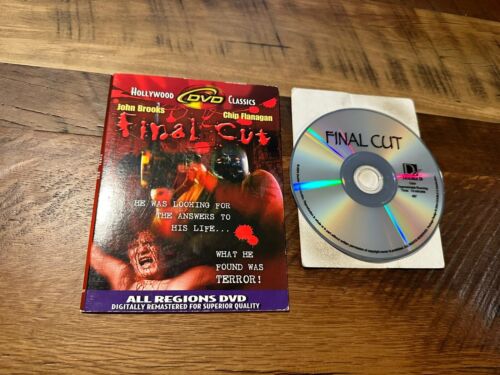 HOLLYWOOD DVD CLASSICS
John Brooks Chip Flanagan
Final Cut
HE WAS LOOKING FOR
THE ANSWERS TO
HIS LIFE...
WHAT HE
FOUND WAS
TERROR!
ALL REGIONS DVD
DIGITALLY REMASTERED FOR SUPERIOR QUALITY
FINAL CUT